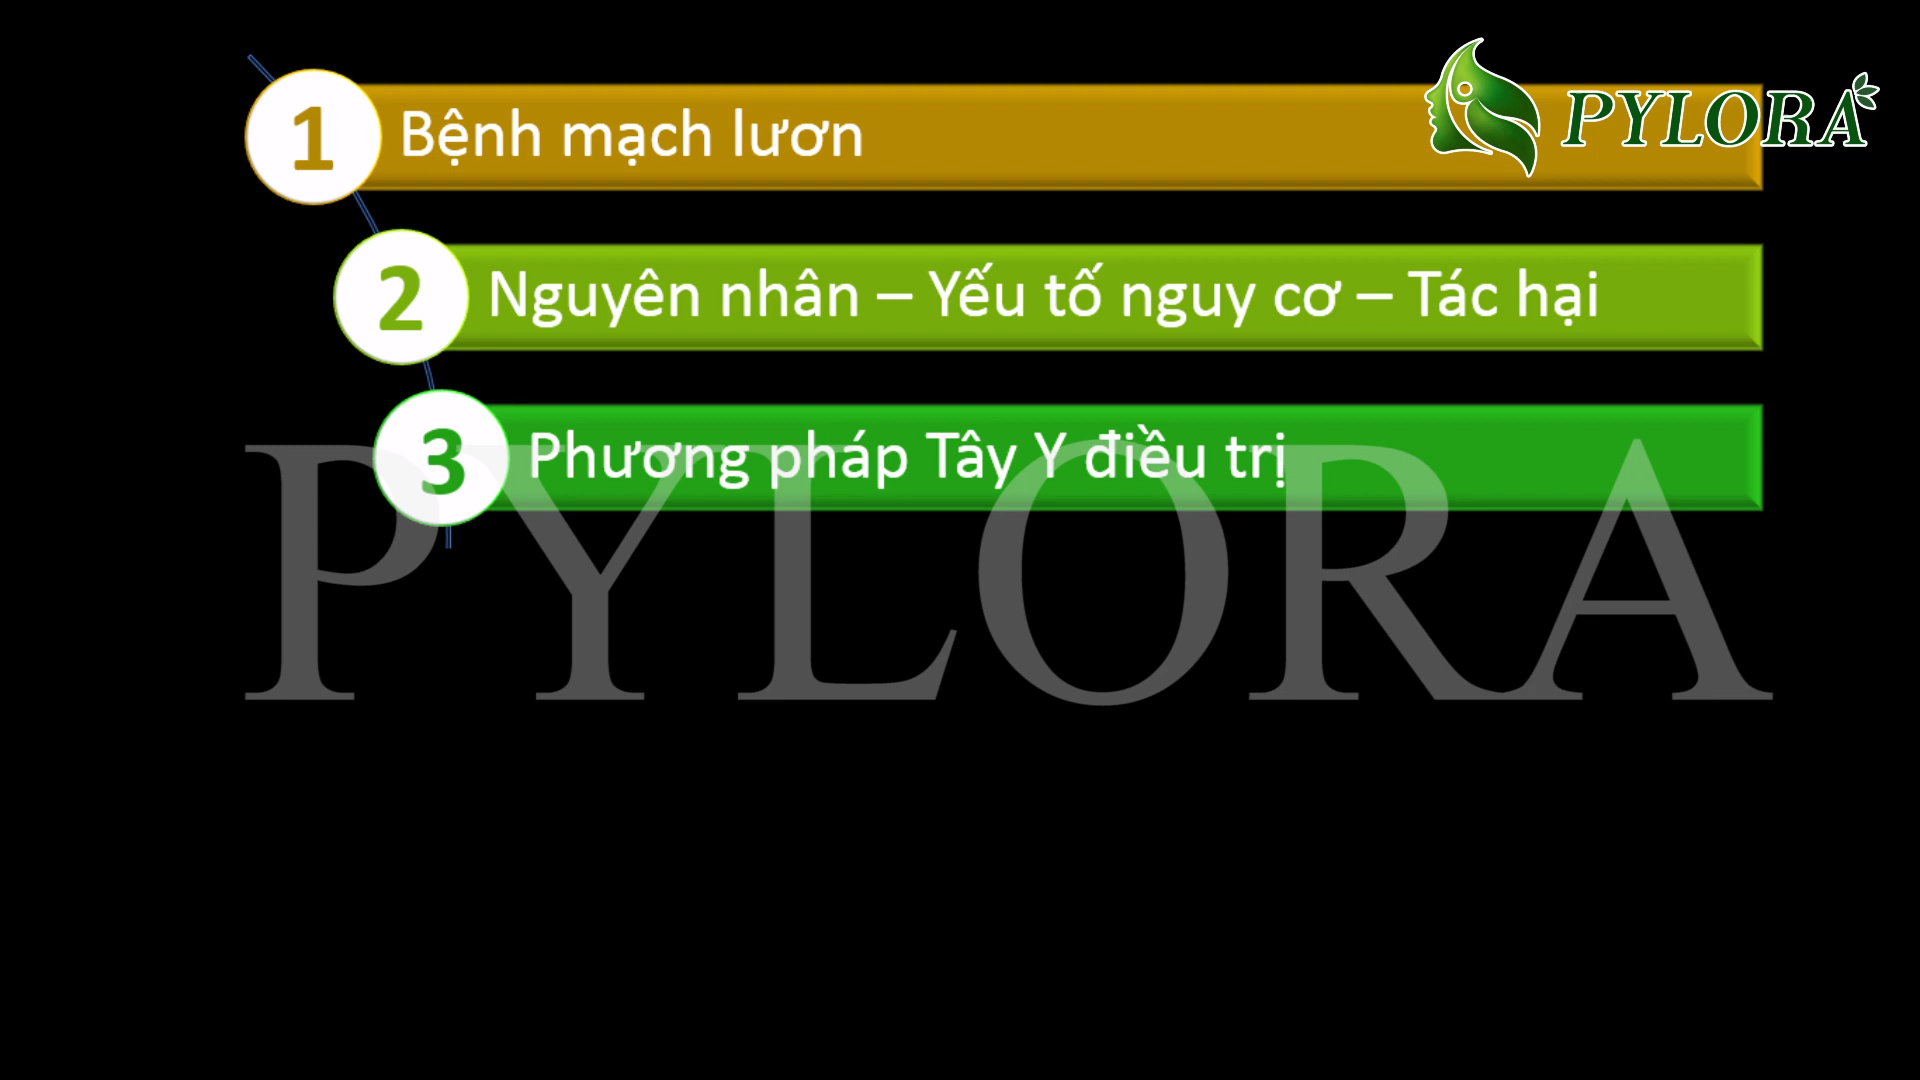 PYLORA
1 Bệnh mạch lươn
2 Nguyên nhân – Yếu tố nguy cơ – Tác hại
3 Phương pháp Tây Y điều trị
PYLORA